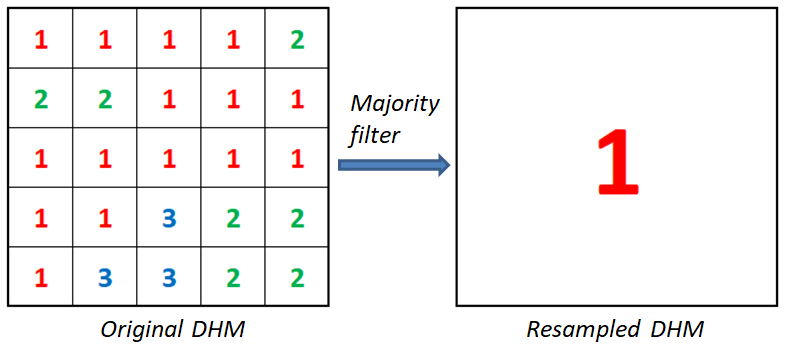 1 1 1 1 2
2 2 1 1 1
1 1 1 1 1
1 1 3 2 2
1 3 3 2 2
Majority
filter
1
Original DHM
Resampled DHM